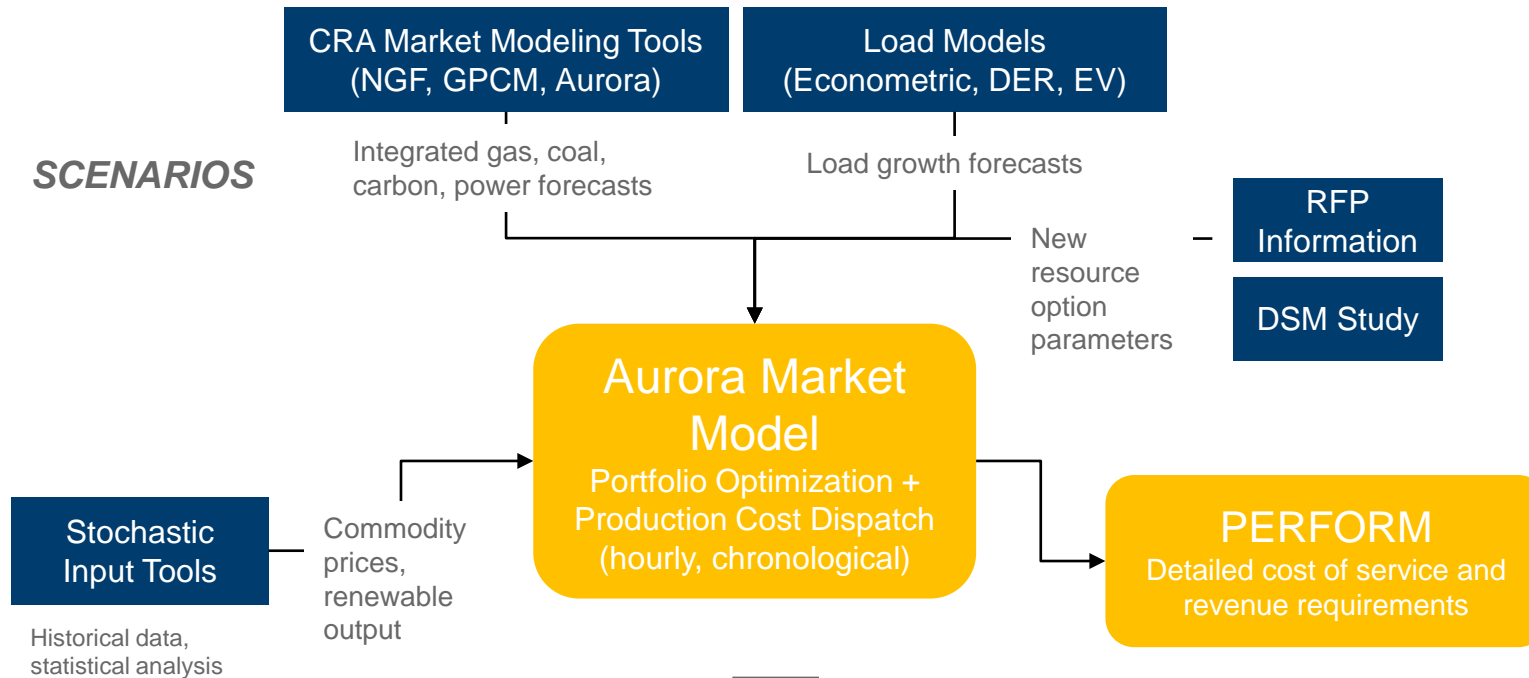 CRA Market Modeling Tools
(NGF, GPCM, Aurora)
Load Models
(Econometric, DER, EV)
SCENARIOS
Integrated gas, coal,
carbon, power forecasts
Load growth forecasts
New
resource
option
parameters
RFP
Information
DSM Study
Aurora Market
Model
Portfolio Optimization +
Production Cost Dispatch
(hourly, chronological)
Stochastic
Input Tools
Commodity
prices,
renewable
output
Historical data,
statistical analysis
PERFORM
Detailed cost of service and
revenue requirements